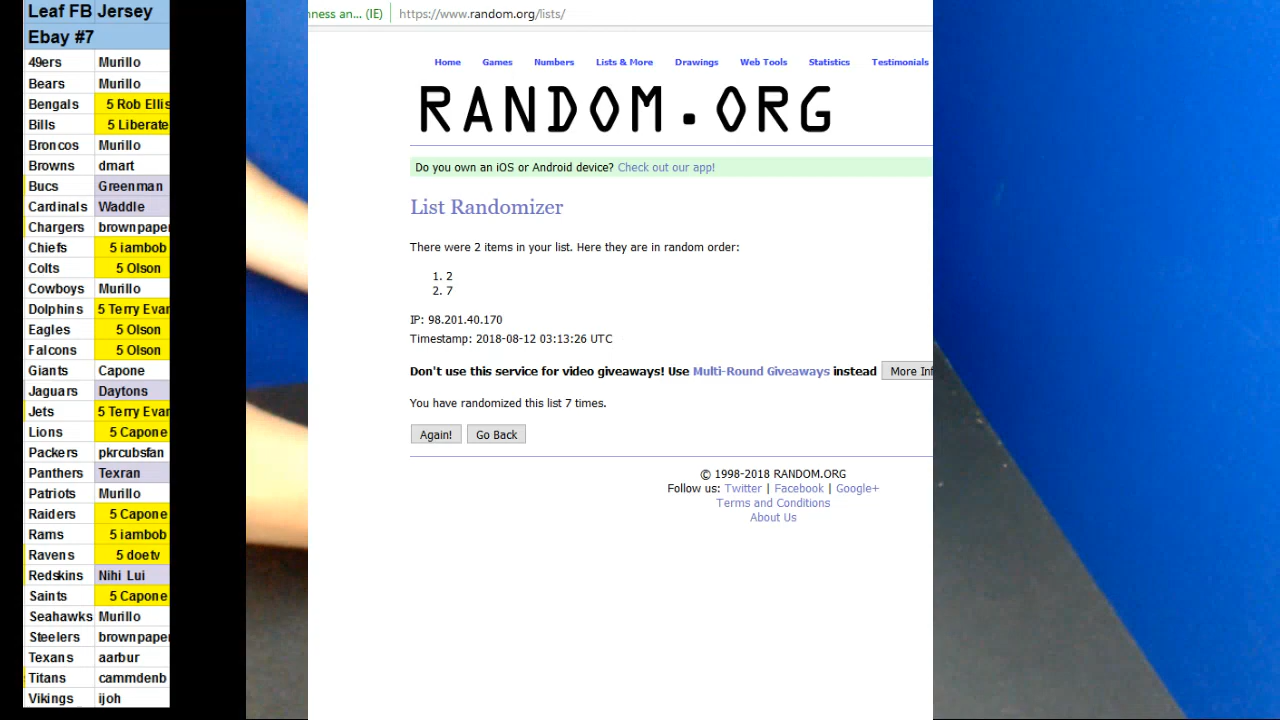 Leaf FB Jersey
Ebay #7
49ers Murillo
Bears Murillo
Bengals 5 Rob Ellis
Bills 5 Liberate
Broncos Murillo
Browns dmart
Bucs Greenman
Cardinals Waddle
Chargers brownpaper
Chiefs 5 iambob
Colts 5 Olson
Cowboys Murillo
Dolphins 5 Terry Evan
Eagles 5 Olson
Falcons 5 Olson
Giants Capone
Jaguars Daytons
Jets 5 Terry Evan
Lions 5 Capone
Packers pkrcubsfan
Panthers Texran
Patriots Murillo
Raiders 5 Capone
Rams 5 iambob
Ravens 5 doetv
Redskins Nihi Lui
Saints 5 Capone
Seahawks Murillo
Steelers brownpaper
Texans aarbur
Titans cammdenb
Vikings ijoh
nness an... (IE) https://www.random.org/lists/
Home Games Numbers Lists & More Drawings Web Tools Statistics Testimonials
RANDOM.ORG
Do you own an iOS or Android device? Check out our app!
List Randomizer
There were 2 items in your list. Here they are in random order:
1. 2
2. 7
IP: 98.201.40.170
Timestamp: 2018-08-12 03:13:26 UTC
Don't use this service for video giveaways! Use Multi-Round Giveaways instead More Inf
You have randomized this list 7 times.
Again! Go Back
© 1998-2018 RANDOM.ORG
Follow us: Twitter | Facebook | Google+
Terms and Conditions
About Us